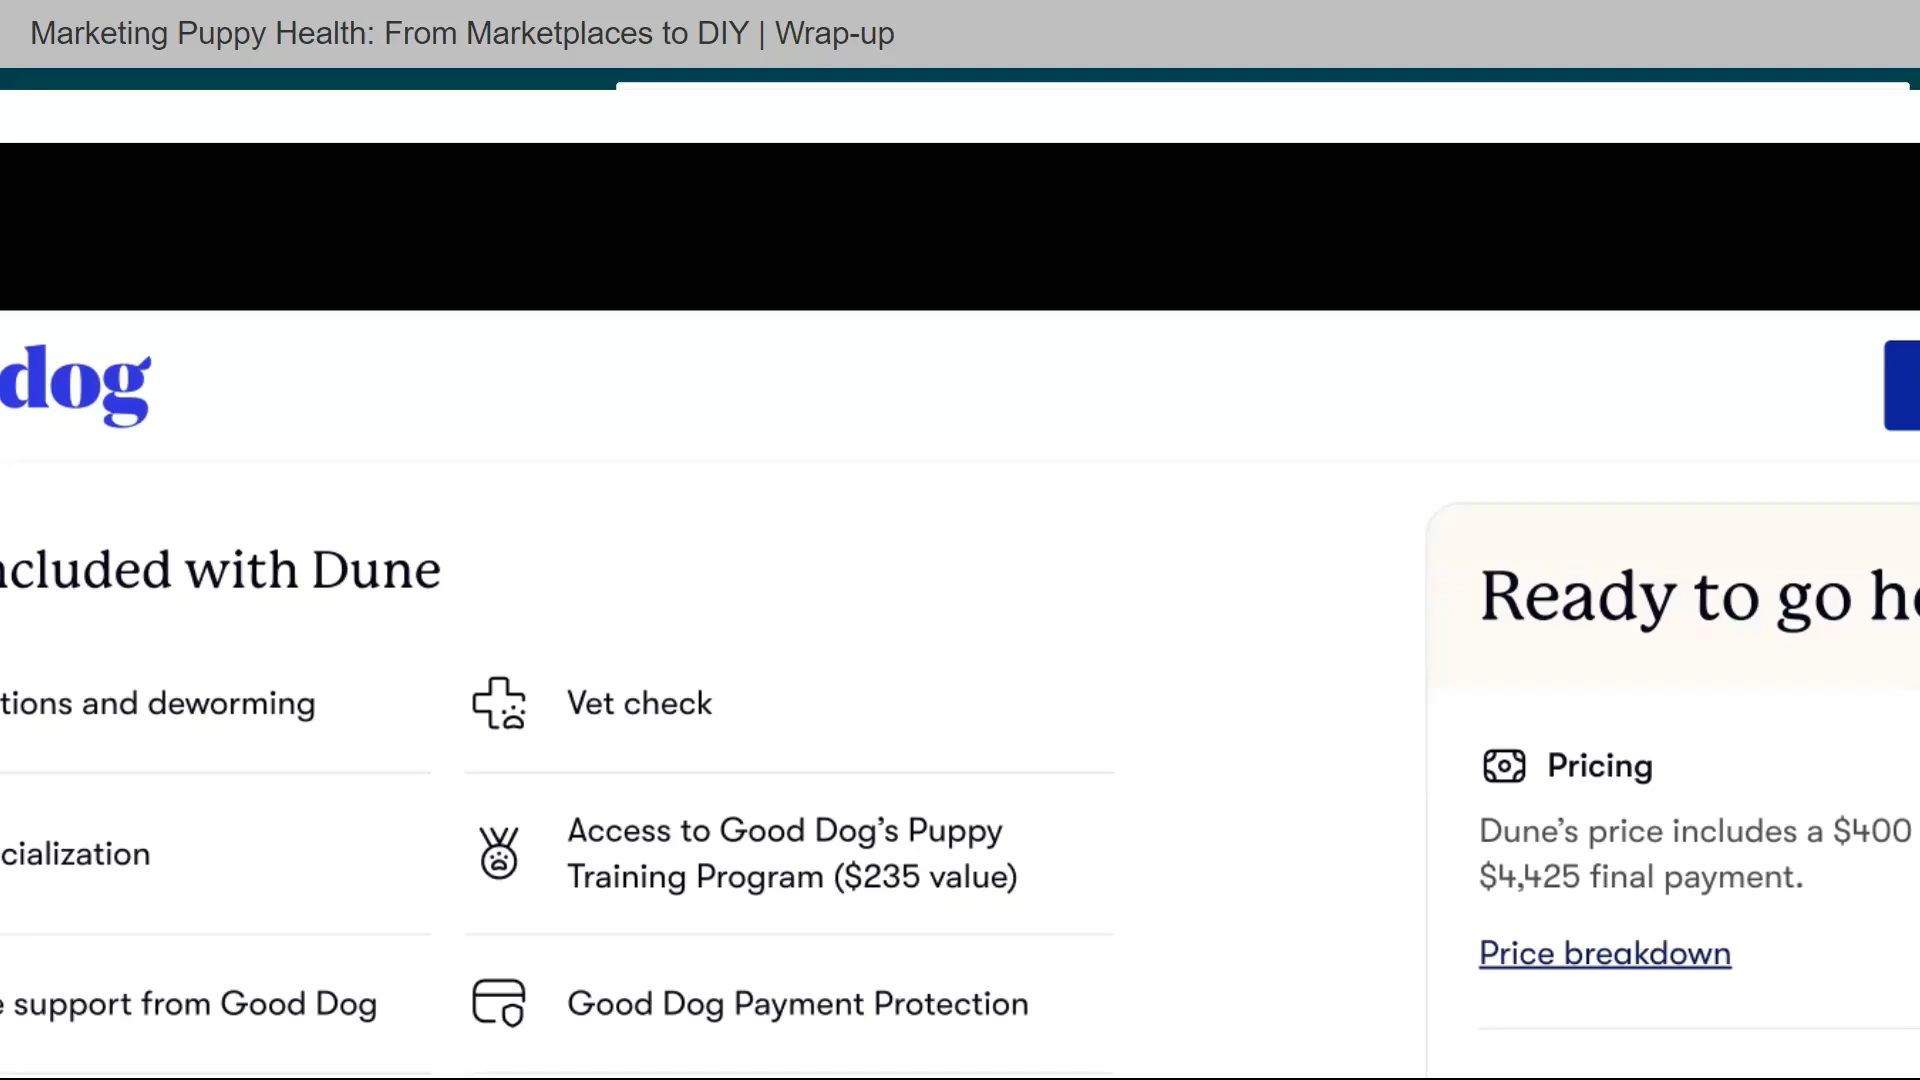 Marketing Puppy Health: From Marketplaces to DIY | Wrap-up
dog
ncluded with Dune
tions and deworming
Vet check
cialization
Access to Good Dog's Puppy
Training Program ($235 value)
support from Good Dog
Good Dog Payment Protection
Ready to go ho
Pricing
Dune's price includes a $400
$4,425 final payment.
Price breakdown